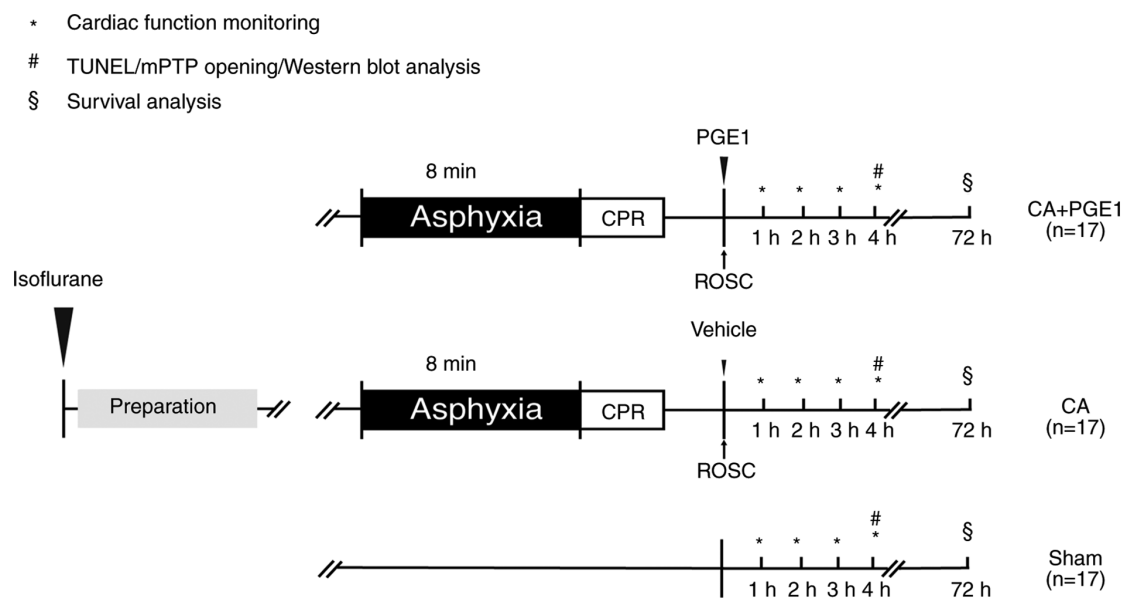 * Cardiac function monitoring
# TUNEL/mPTP opening/Western blot analysis
§ Survival analysis
PGE1
8 min
#
* * * *
§
Asphyxia CPR
1 h 2 h 3 h 4 h 72 h
CA+PGE1
(n=17)
ROSC
Isoflurane
Vehicle
8 min
#
* * * *
§
Preparation
Asphyxia CPR
1 h 2 h 3 h 4 h 72 h
CA
(n=17)
ROSC
#
* * * *
§
1 h 2 h 3 h 4 h 72 h
Sham
(n=17)